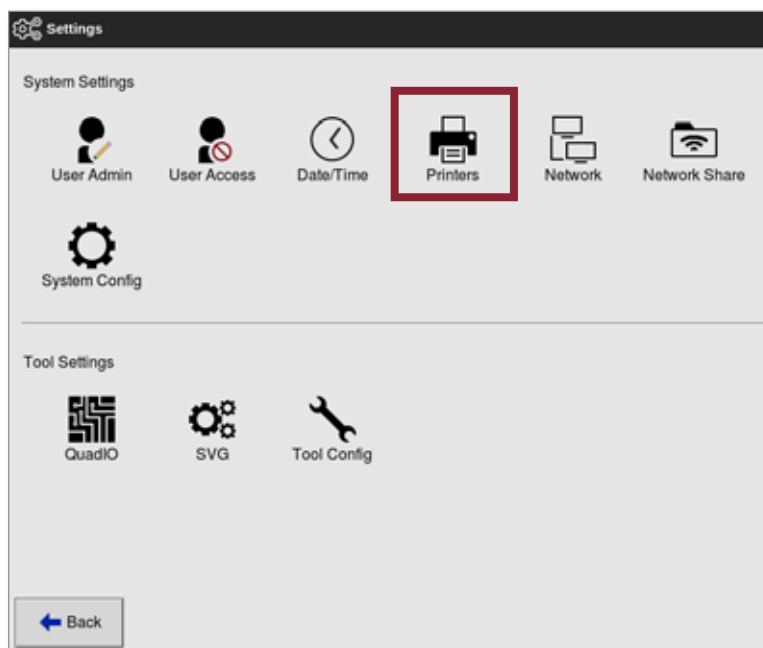 Settings
System Settings
User Admin User Access Date/Time Printers Network Network Share
System Config
Tool Settings
QuadIO SVG Tool Config
Back